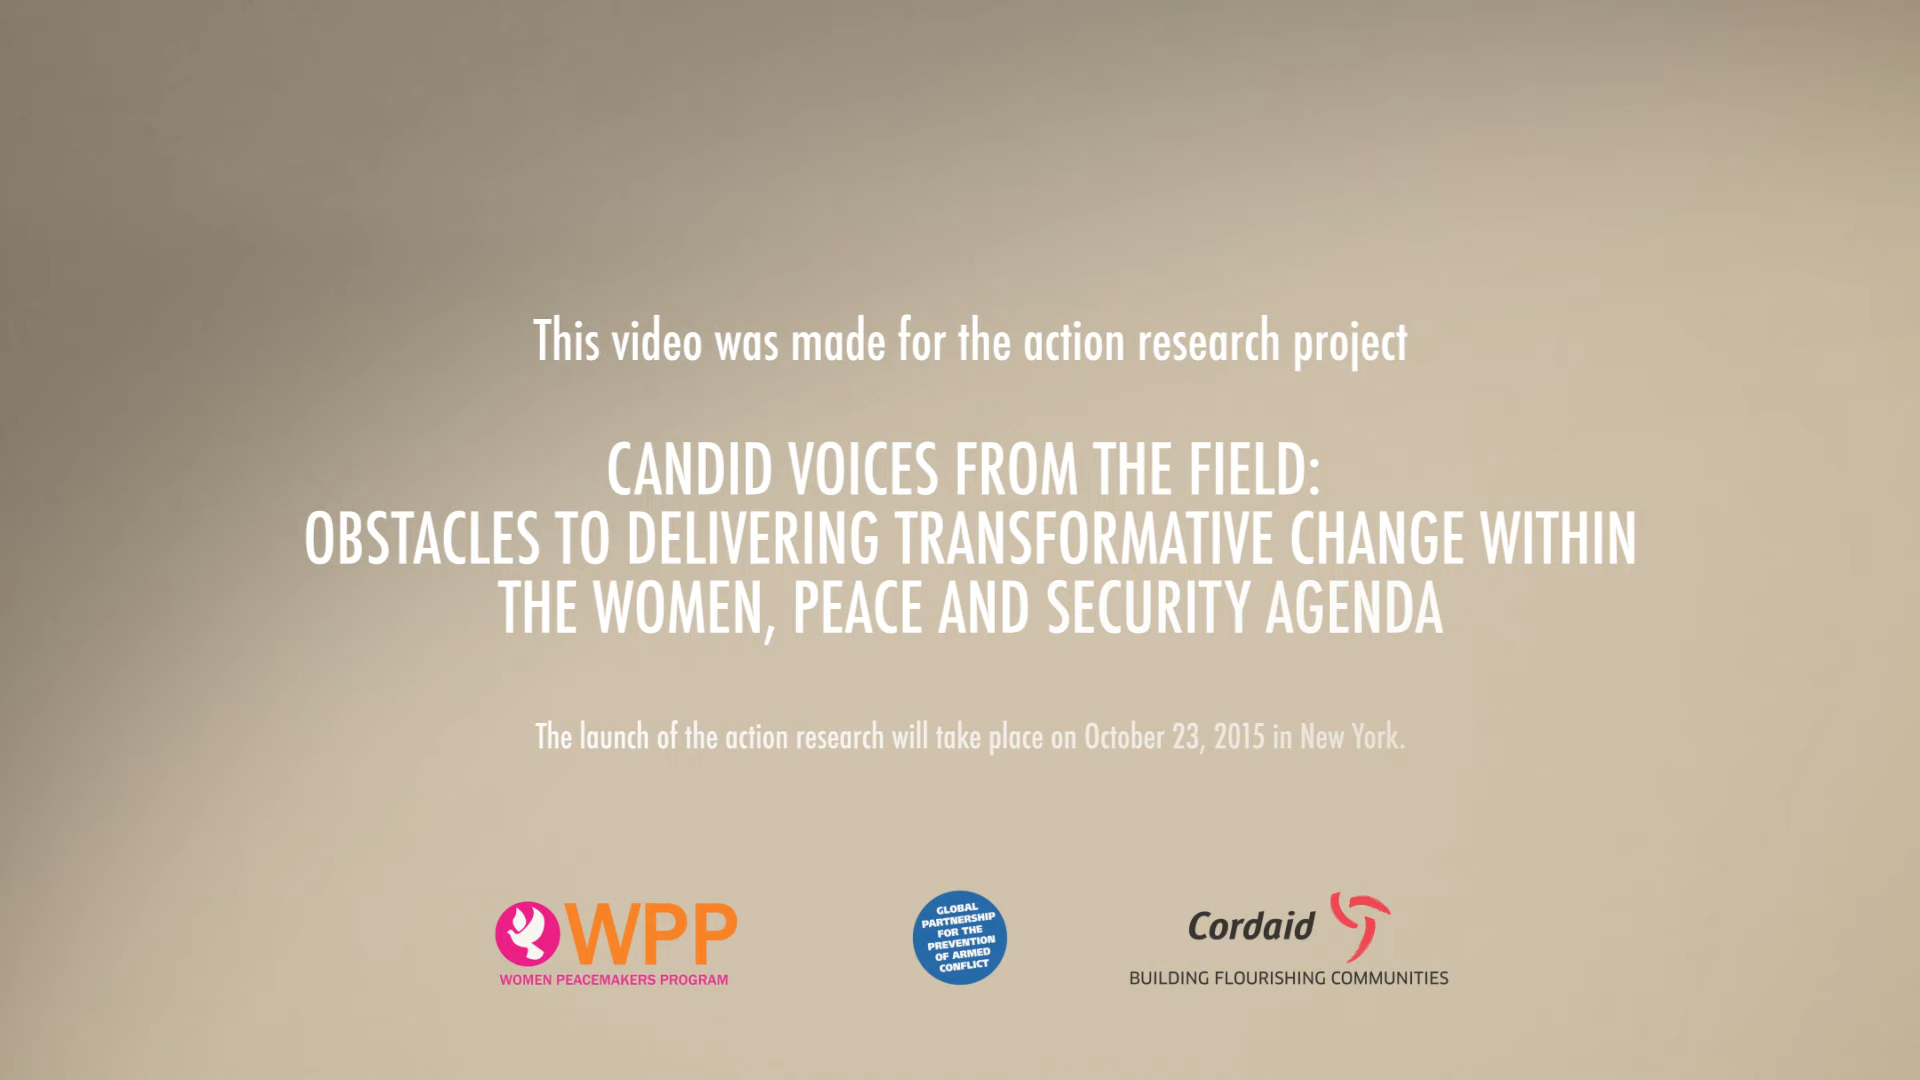 This video was made for the action research project
CANDID VOICES FROM THE FIELD:
OBSTACLES TO DELIVERING TRANSFORMATIVE CHANGE WITHIN
THE WOMEN, PEACE AND SECURITY AGENDA
The launch of the action research will take place on October 23, 2015 in New York.
WPP
WOMEN PEACEMAKERS PROGRAM
GLOBAL
PARTNERSHIP
FOR THE
PREVENTION
OF ARMED
CONFLICT
Cordaid
BUILDING FLOURISHING COMMUNITIES